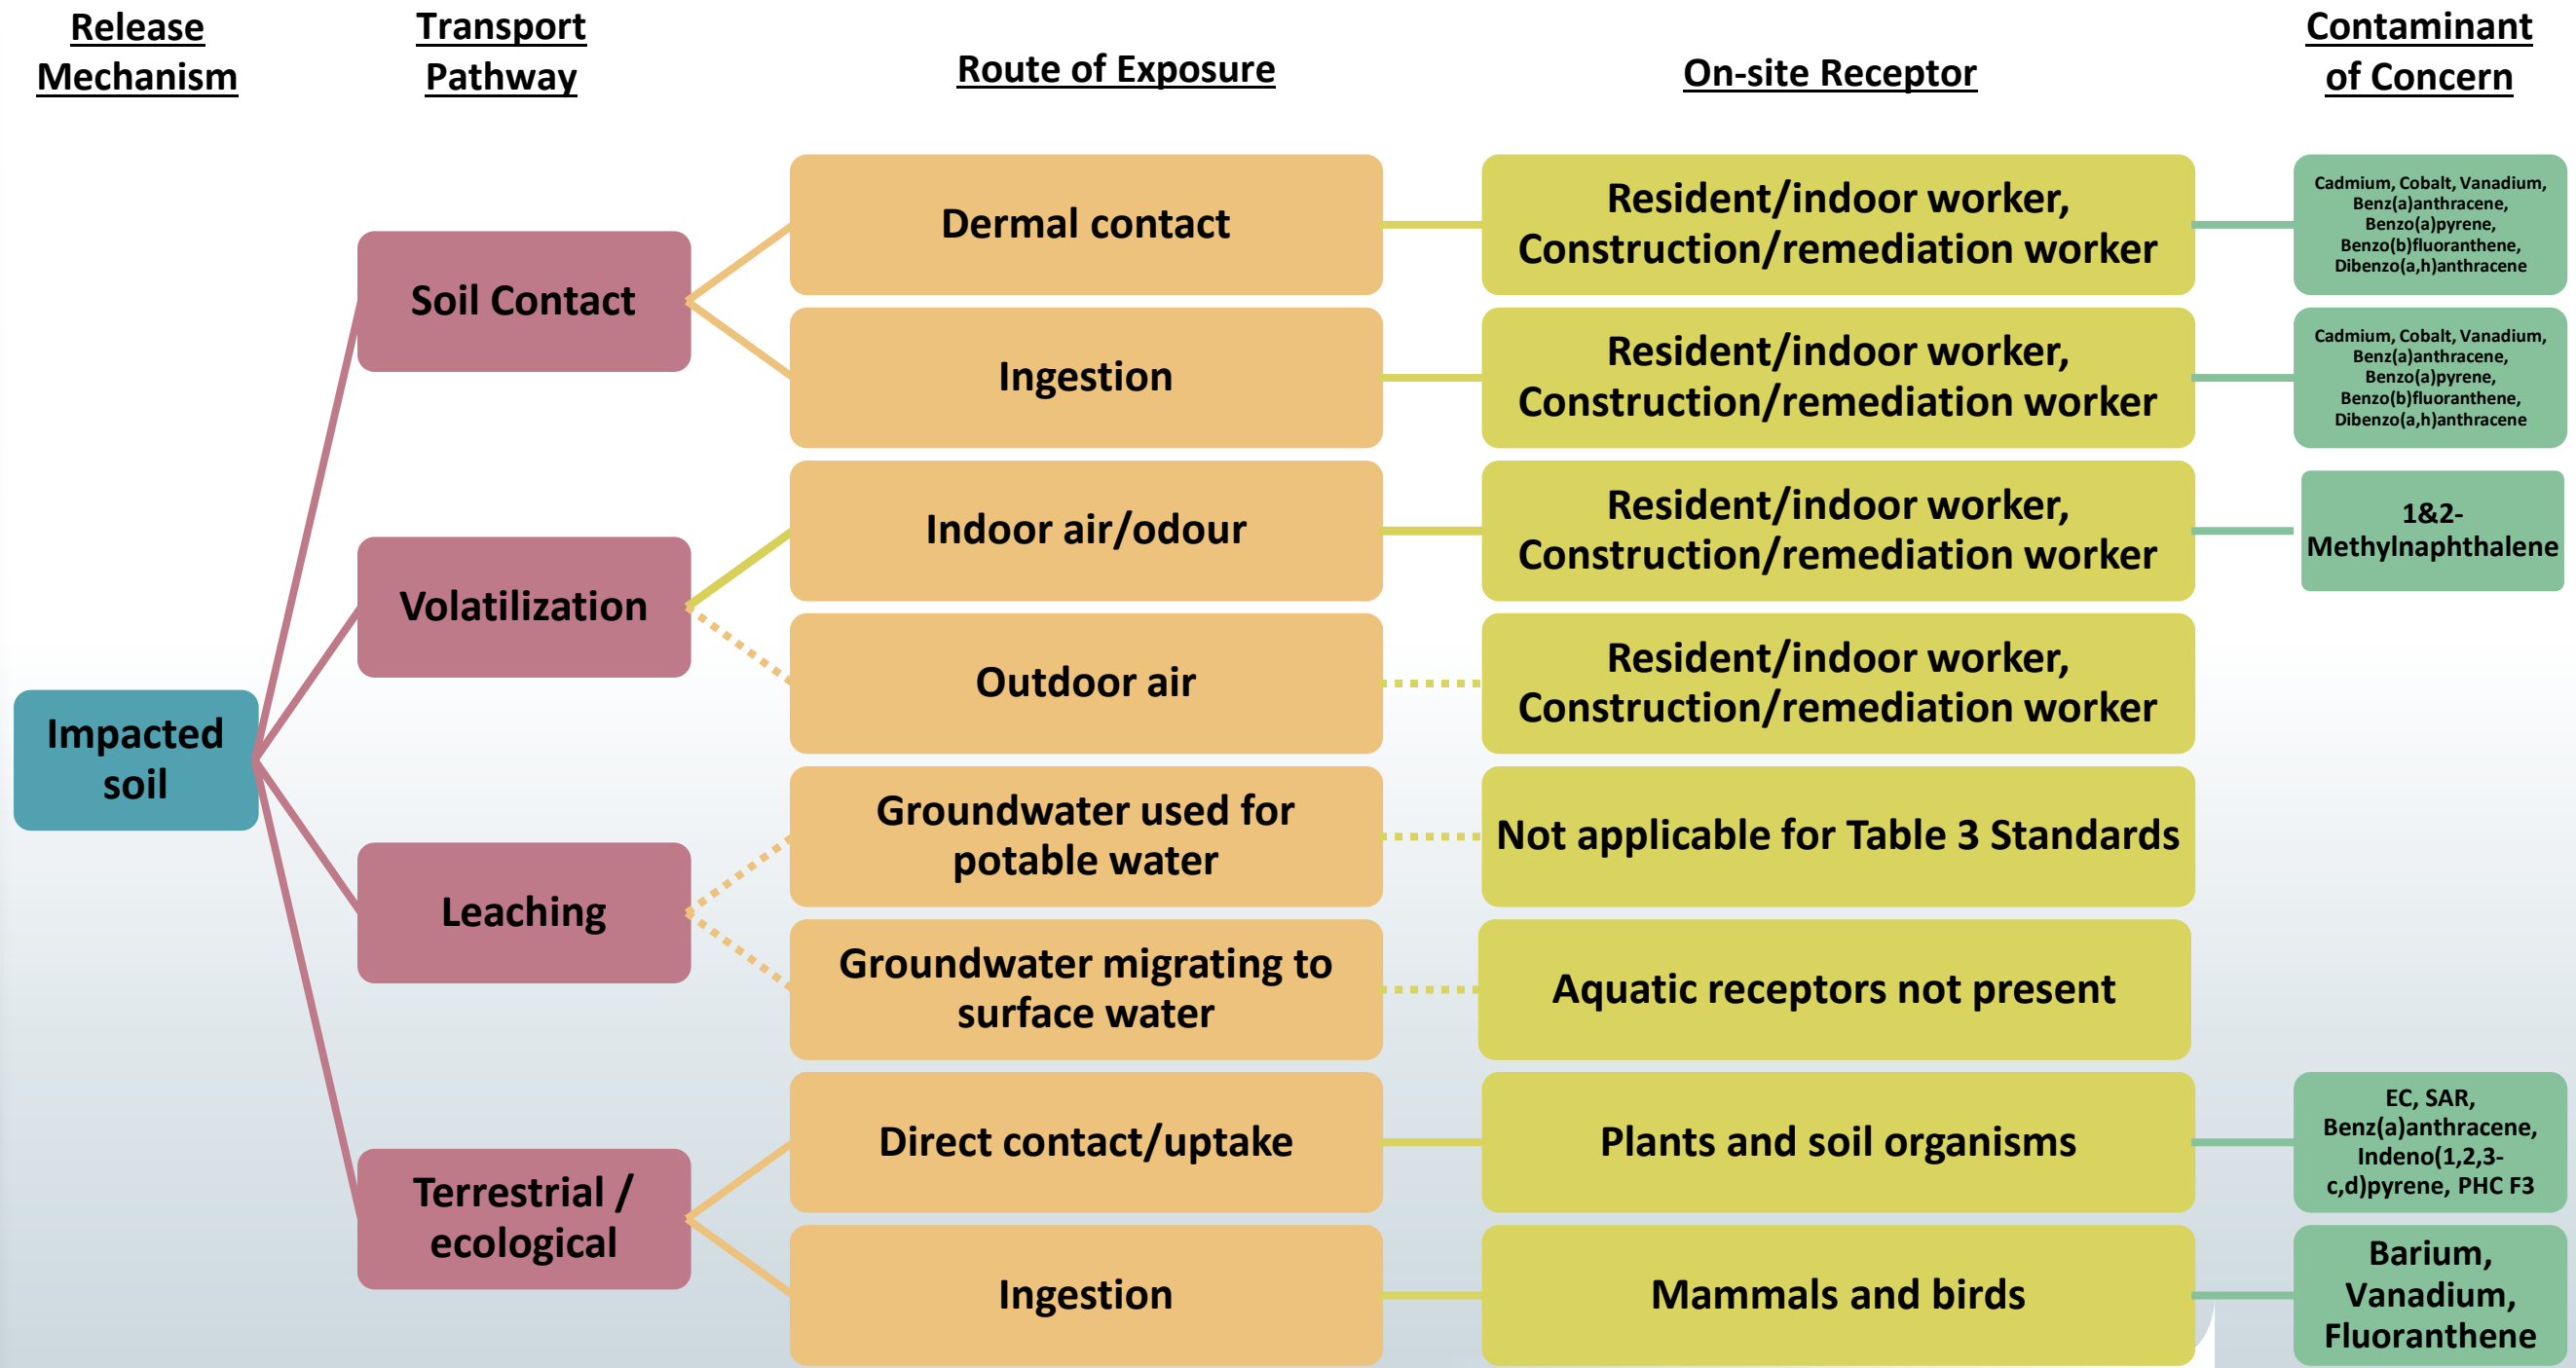 Release
Mechanism
Transport
Pathway
Route of Exposure
On-site Receptor
Contaminant
of Concern
Impacted
soil
Soil Contact
Dermal contact
Resident/indoor worker,
Construction/remediation worker
Cadmium, Cobalt, Vanadium,
Benz(a)anthracene,
Benzo(a)pyrene,
Benzo(b)fluoranthene,
Dibenzo(a,h)anthracene
Ingestion
Resident/indoor worker,
Construction/remediation worker
Cadmium, Cobalt, Vanadium,
Benz(a)anthracene,
Benzo(a)pyrene,
Benzo(b)fluoranthene,
Dibenzo(a,h)anthracene
Volatilization
Indoor air/odour
Resident/indoor worker,
Construction/remediation worker
1&2-
Methylnaphthalene
Outdoor air
Resident/indoor worker,
Construction/remediation worker
Leaching
Groundwater used for
potable water
Not applicable for Table 3 Standards
Groundwater migrating to
surface water
Aquatic receptors not present
Terrestrial /
ecological
Direct contact/uptake
Plants and soil organisms
EC, SAR,
Benz(a)anthracene,
Indeno(1,2,3-
c,d)pyrene, PHC F3
Ingestion
Mammals and birds
Barium,
Vanadium,
Fluoranthene